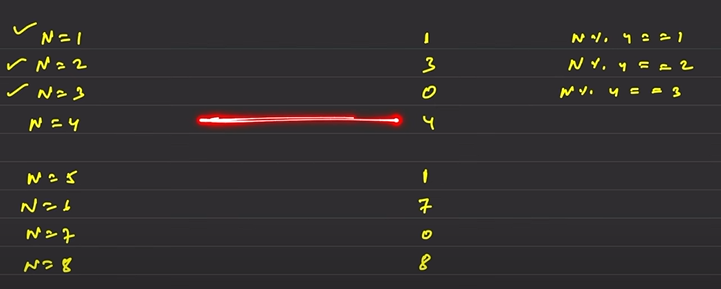 N=1 1 N % 4 == 1
N=2 3 N % 4 == 2
N=3 0 N % 4 == 3
N=4 4
N=5 1
N=6 7
N=7 0
N=8 8